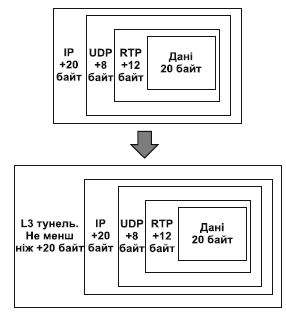 IP
+20
байт
UDP
+8
байт
RTP
+12
байт
Дані
20 байт
L3 тунель.
Не менш
ніж +20 байт
IP
+20
байт
UDP
+8
байт
RTP
+12
байт
Дані
20 байт